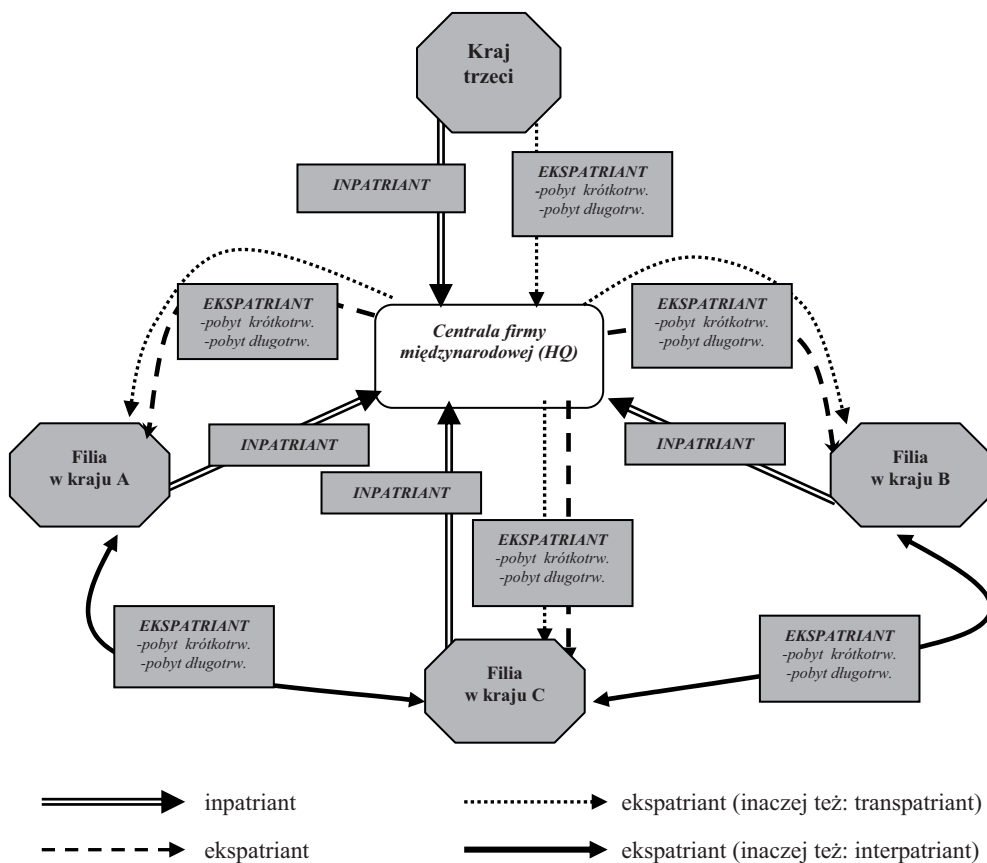 Kraj
trzeci
INPATRIANT
EKSPATRIANT
-pobyt krótkotrw.
-pobyt długotrw.
EKSPATRIANT
-pobyt krótkotrw.
-pobyt długotrw.
Centrala firmy
międzynarodowej (HQ)
EKSPATRIANT
-pobyt krótkotrw.
-pobyt długotrw.
Filia
w kraju A
INPATRIANT
INPATRIANT
INPATRIANT
Filia
w kraju B
EKSPATRIANT
-pobyt krótkotrw.
-pobyt długotrw.
EKSPATRIANT
-pobyt krótkotrw.
-pobyt długotrw.
Filia
w kraju C
EKSPATRIANT
-pobyt krótkotrw.
-pobyt długotrw.
inpatriant
ekspatriant (inaczej też: transpatriant)
ekspatriant
ekspatriant (inaczej też: interpatriant)